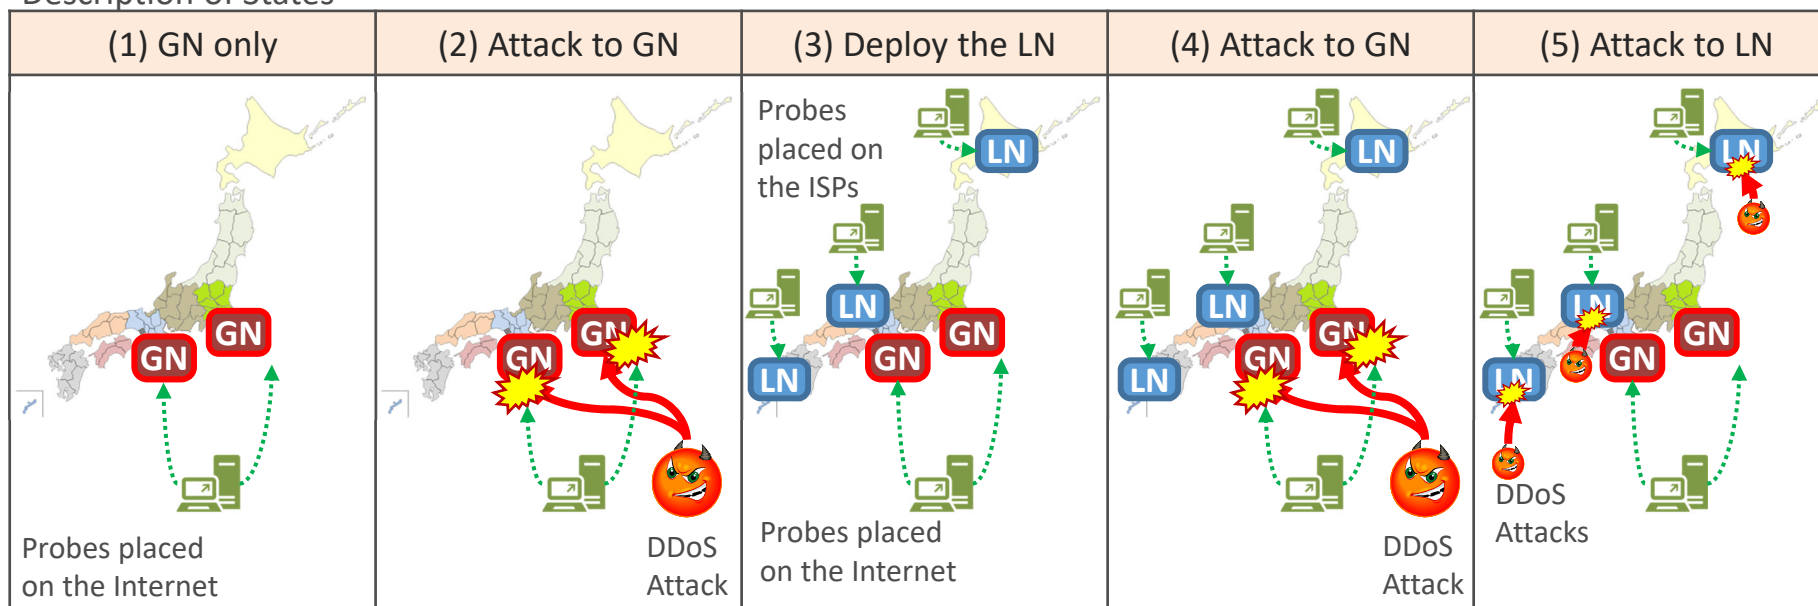 Description of States
(1) GN only
(2) Attack to GN
(3) Deploy the LN
(4) Attack to GN
(5) Attack to LN
GN
GN
Probes placed
on the Internet
GN
GN
DDoS
Attack
Probes
placed on
the ISPs
LN
LN
LN
GN
GN
Probes placed
on the Internet
LN
LN
LN
GN
GN
DDoS
Attack
LN
LN
LN
GN
GN
DDoS
Attacks